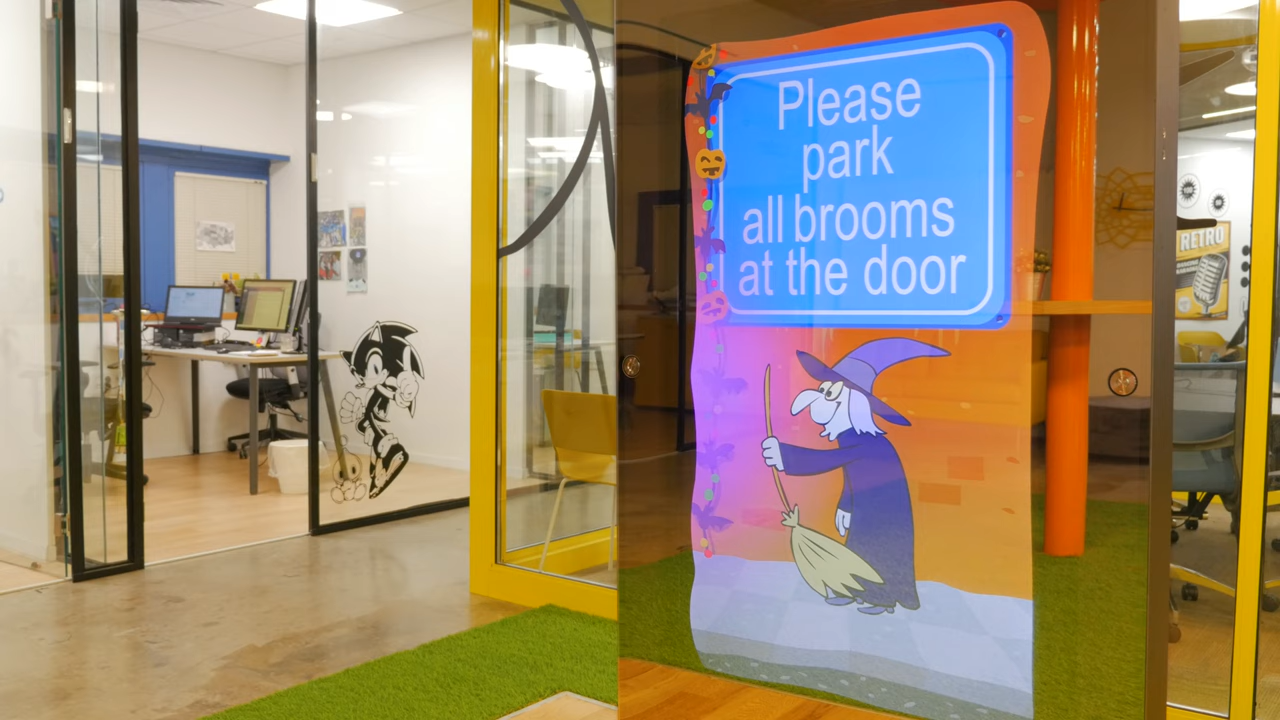 Please
park
all brooms
at the door
RETRO